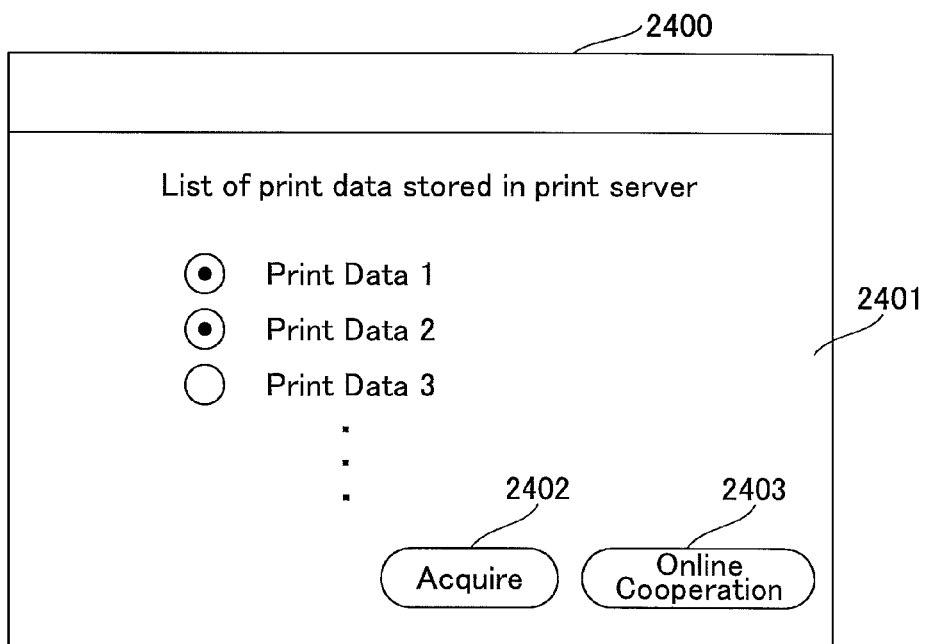 2400
List of print data stored in print server
Print Data 1
Print Data 2
2401
Print Data 3
2402
2403
Acquire
Online
Cooperation